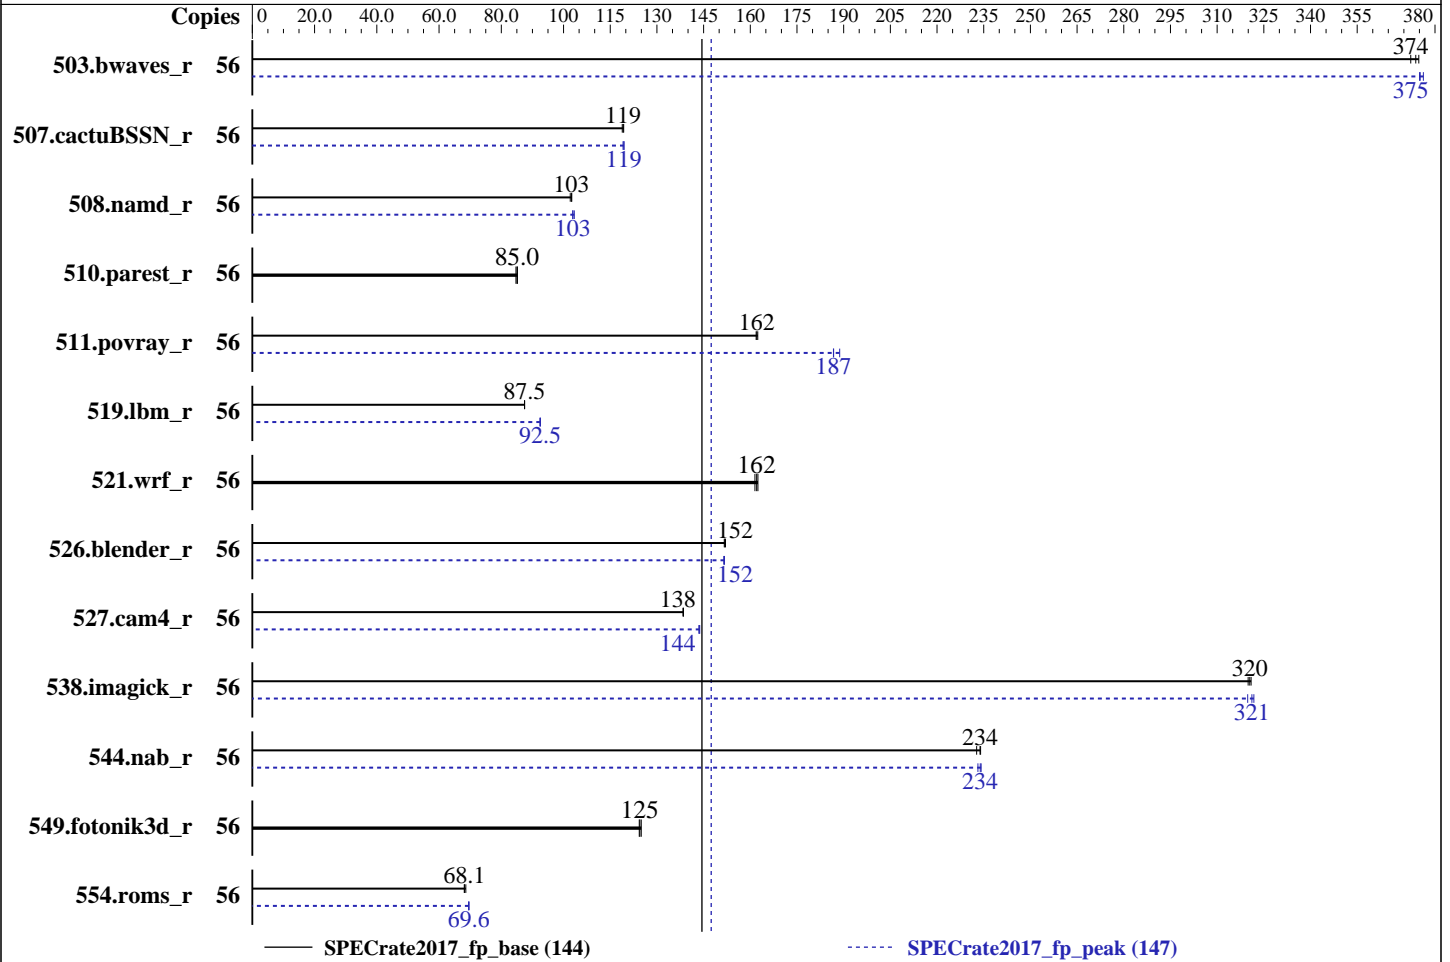 Copies 0 20.0 40.0 60.0 80.0 100 115 130 145 160 175 190 205 220 235 250 265 280 295 310 325 340 355 380
503.bwaves_r 56 374
375
507.cactuBSSN_r 56 119
119
508.namd_r 56 103
103
510.parest_r 56 85.0
511.povray_r 56 162
187
519.lbm_r 56 87.5
92.5
521.wrf_r 56 162
526.blender_r 56 152
152
527.cam4_r 56 138
144
538.imagick_r 56 320
321
544.nab_r 56 234
234
549.fotonik3d_r 56 125
554.roms_r 56 68.1
69.6
SPECrate2017_fp_base (144) SPECrate2017_fp_peak (147)